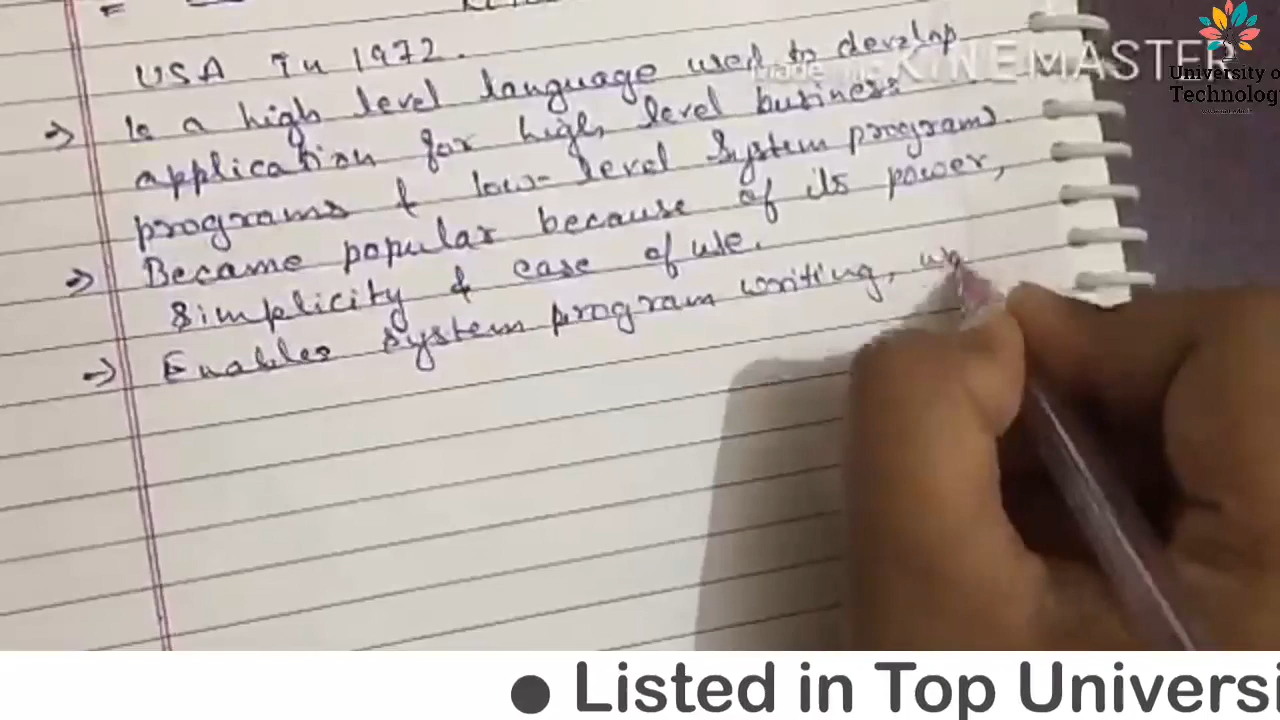 USA in 1972.
→ Is a high level language used to develop
application for high level business
programs & low-level system programs.
→ Became popular because of its power,
simplicity & ease of use.
→ Enables system program writing,
KINEMASTER
University of
Technology
● Listed in Top Universi